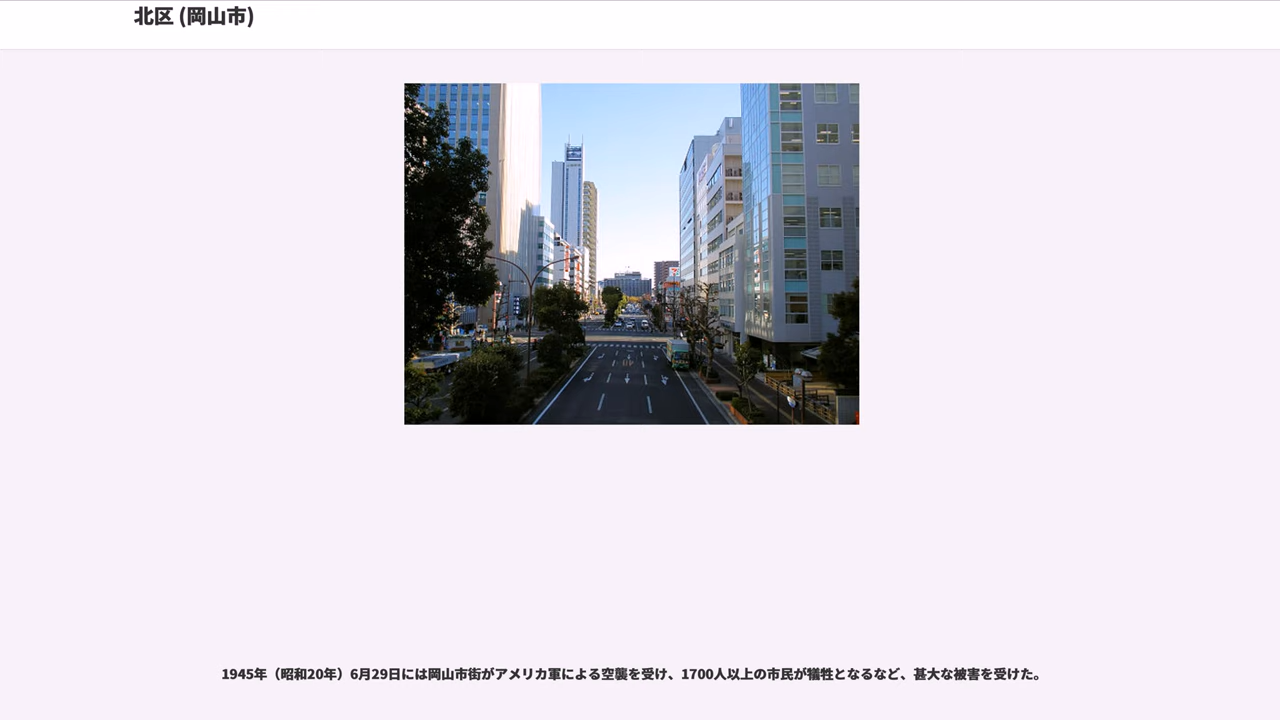 北区 (岡山市)
1945年（昭和20年）6月29日には岡山市街がアメリカ軍による空襲を受け、1700人以上の市民が犠牲となるなど、甚大な被害を受けた。